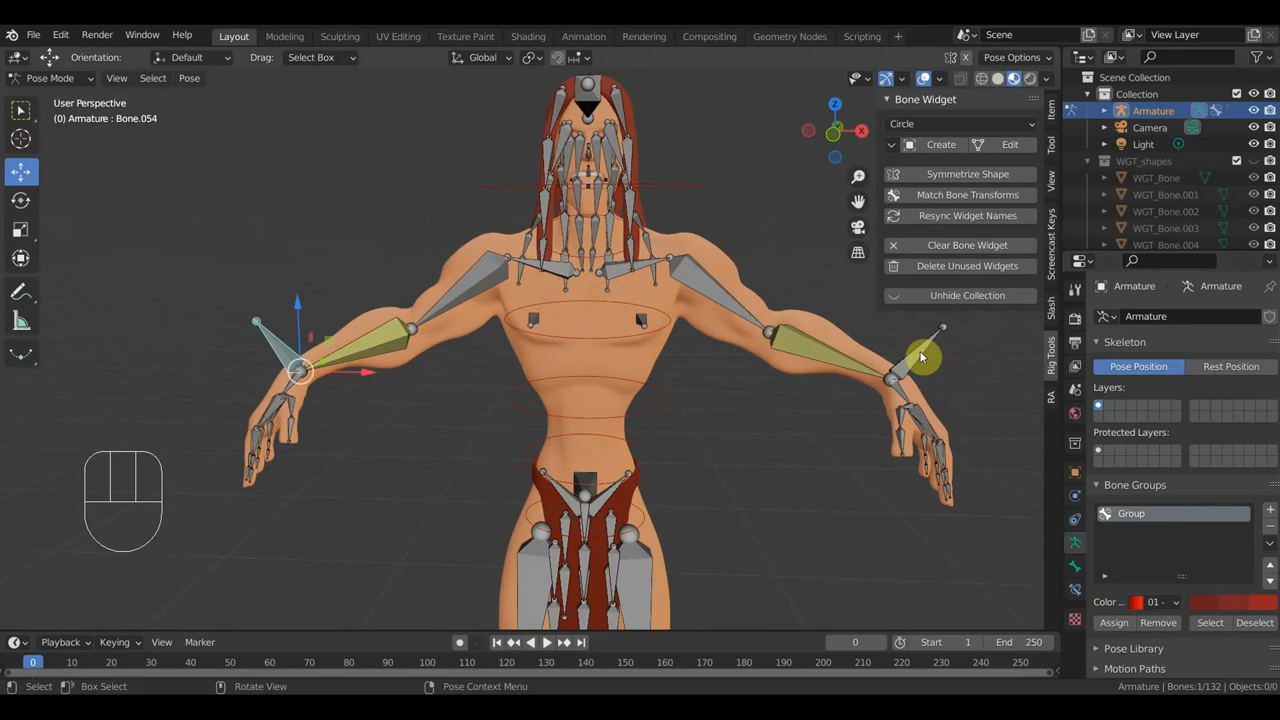 File Edit Render Window Help Layout Modeling Sculpting UV Editing Texture Paint Shading Animation Rendering Compositing Geometry Nodes Scripting + Scene View Layer
Orientation: Default Drag: Select Box Global X Pose Options
Pose Mode View Select Pose
Scene Collection
Collection
Armature
Camera
Light
WGT_shapes
WGT_Bone
WGT_Bone.001
WGT_Bone.002
WGT_Bone.003
WGT_Bone.004
User Perspective
(0) Armature : Bone.054
Z
X
Bone Widget
Circle
Create Edit
Symmetrize Shape
Match Bone Transforms
Resync Widget Names
Clear Bone Widget
Delete Unused Widgets
Unhide Collection
Item
Tool
View
Screencast Keys
Slash
Rig Tools
RA
Armature Armature
Armature
Skeleton
Pose Position Rest Position
Layers:
Protected Layers:
Bone Groups
Group
Color ... 01 -
Assign Remove Select Deselect
Pose Library
Motion Paths
Playback Keying View Marker 0 Start 1 End 250
0 10 20 30 40 50 60 70 80 90 100 110 120 130 140 150 160 170 180 190 200 210 220 230 240 250
Select Box Select Rotate View Pose Context Menu Armature | Bones:1/132 | Objects:0/0